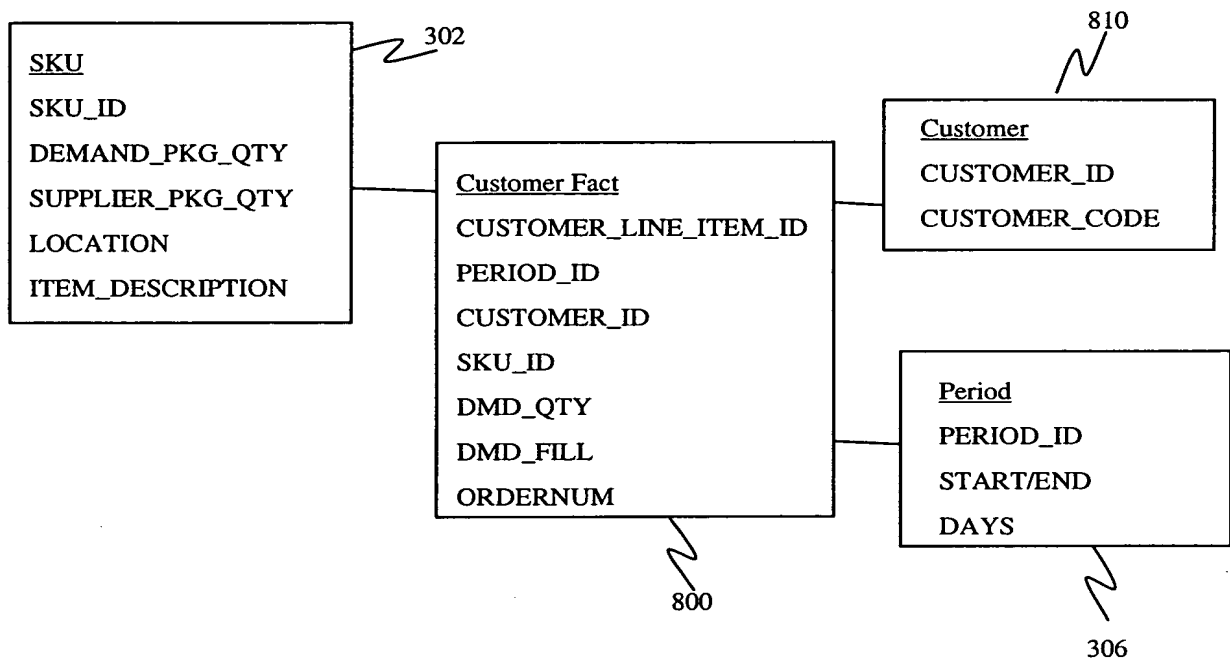 302
SKU
SKU_ID
DEMAND_PKG_QTY
SUPPLIER_PKG_QTY
LOCATION
ITEM_DESCRIPTION
Customer Fact
CUSTOMER_LINE_ITEM_ID
PERIOD_ID
CUSTOMER_ID
SKU_ID
DMD_QTY
DMD_FILL
ORDERNUM
800
810
Customer
CUSTOMER_ID
CUSTOMER_CODE
Period
PERIOD_ID
START/END
DAYS
306